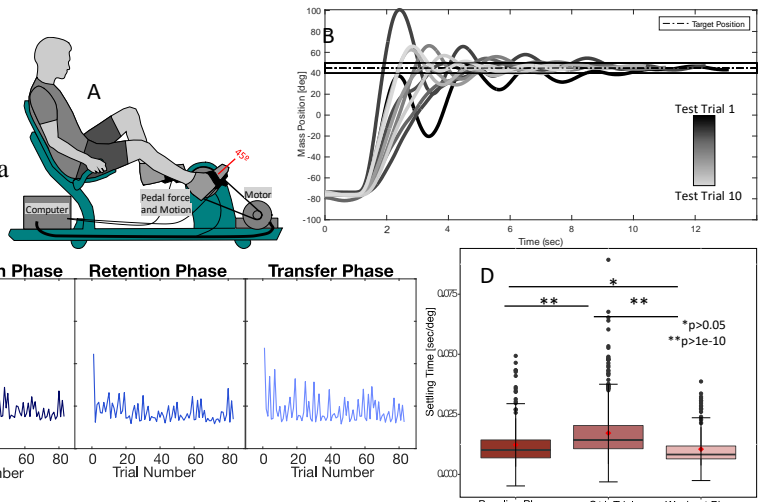 A
45º
Computer
Pedal force
and Motion
Motor
a
B
100
80
60
40
20
0
-20
-40
-60
-80
-100
Mass Position [deg]
0
2
4
6
8
10
12
Time (sec)
Target Position
Test Trial 1
Test Trial 10
Phase
60
80
Retention Phase
0
20
40
60
80
Trial Number
Transfer Phase
0
20
40
60
80
Trial Number
D
0.075
0.050
0.025
0.000
Settling Time [sec/deg]
*
**
**
*p>0.05
**p>1e-10